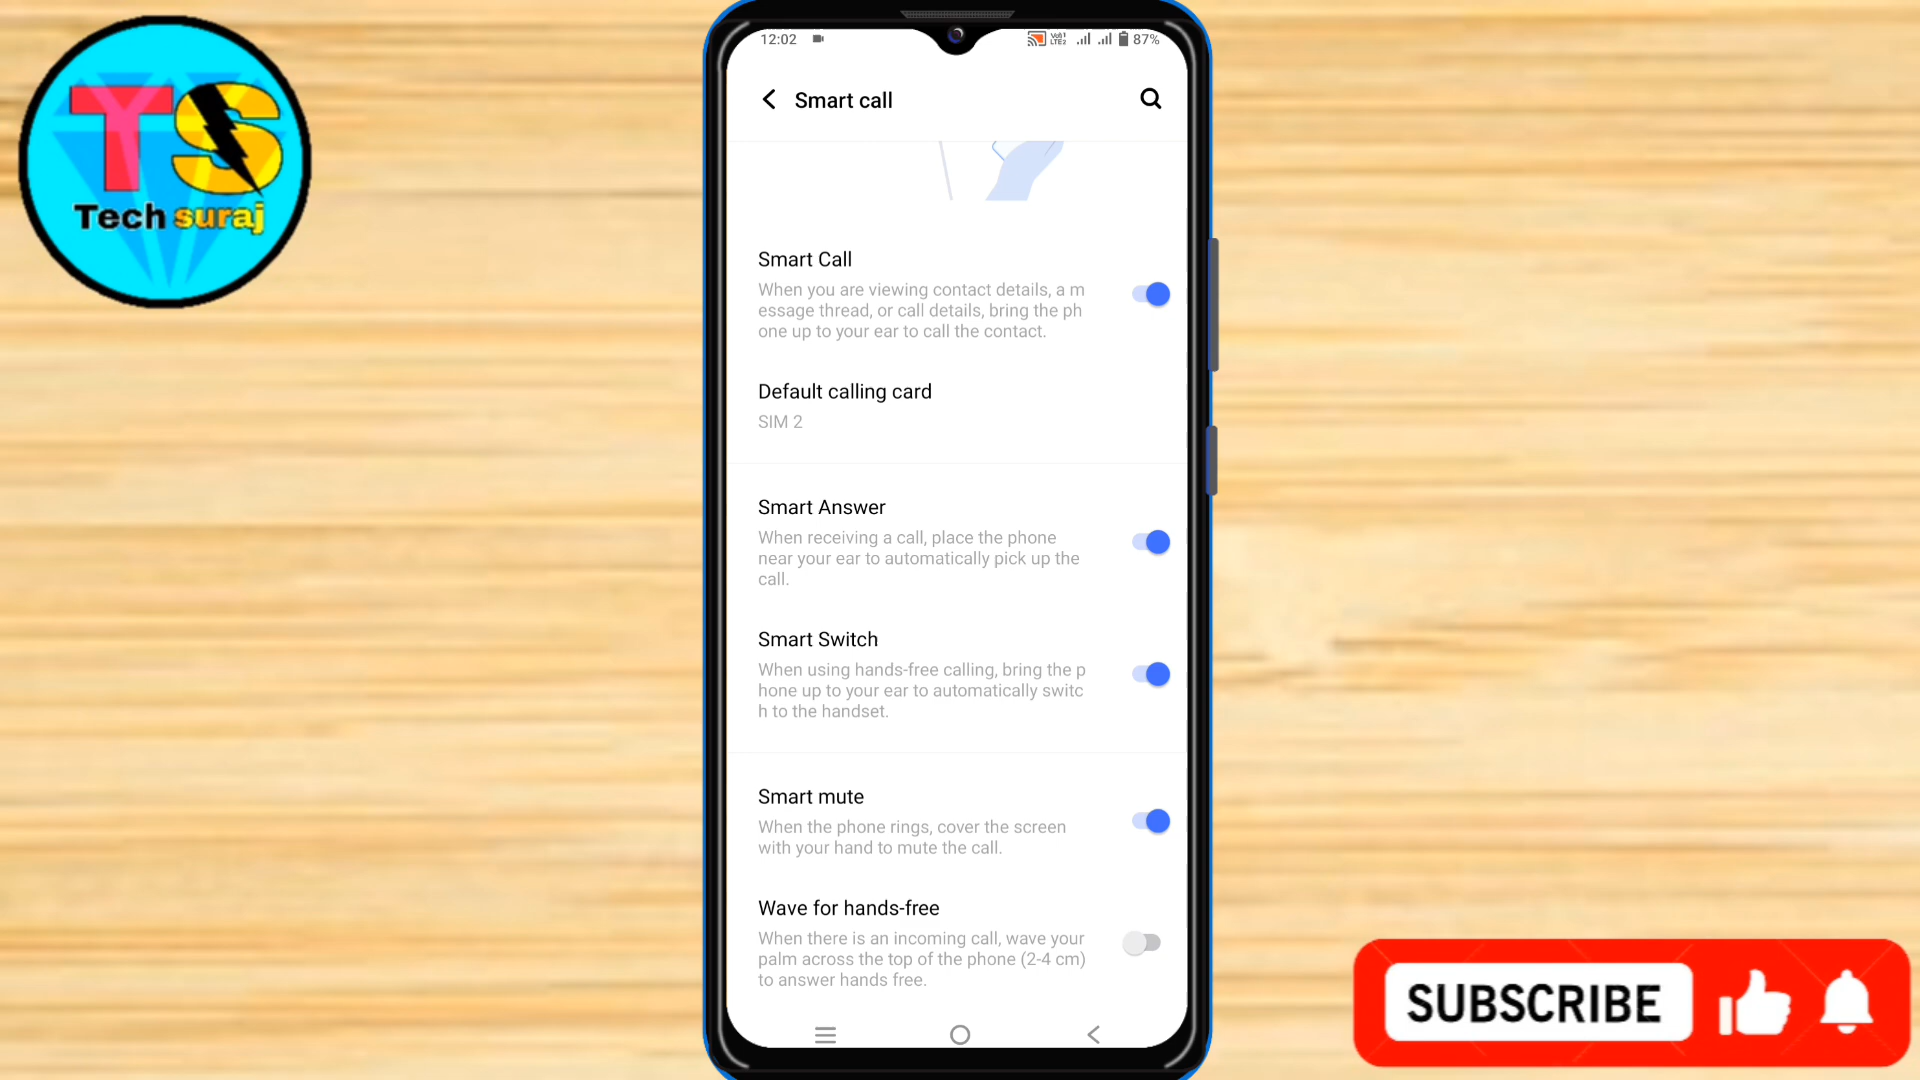 TS
Tech suraj
12:02
87%
Smart call
Smart Call
When you are viewing contact details, a m
essage thread, or call details, bring the ph
one up to your ear to call the contact.
Default calling card
SIM 2
Smart Answer
When receiving a call, place the phone
near your ear to automatically pick up the
call.
Smart Switch
When using hands-free calling, bring the p
hone up to your ear to automatically switc
h to the handset.
Smart mute
When the phone rings, cover the screen
with your hand to mute the call.
Wave for hands-free
When there is an incoming call, wave your
palm across the top of the phone (2-4 cm)
to answer hands free.
SUBSCRIBE